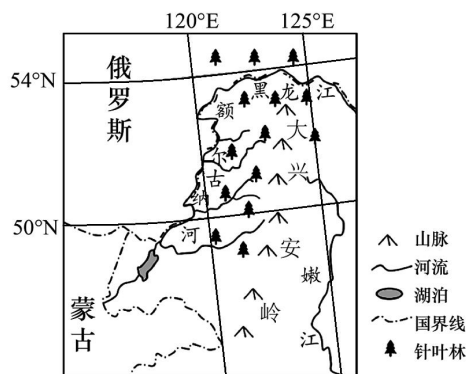 120°E 125°E
54°N
50°N
俄罗斯
蒙古
黑龙江
额尔古纳河
大兴安岭
嫩江
山脉
河流
湖泊
国界线
针叶林